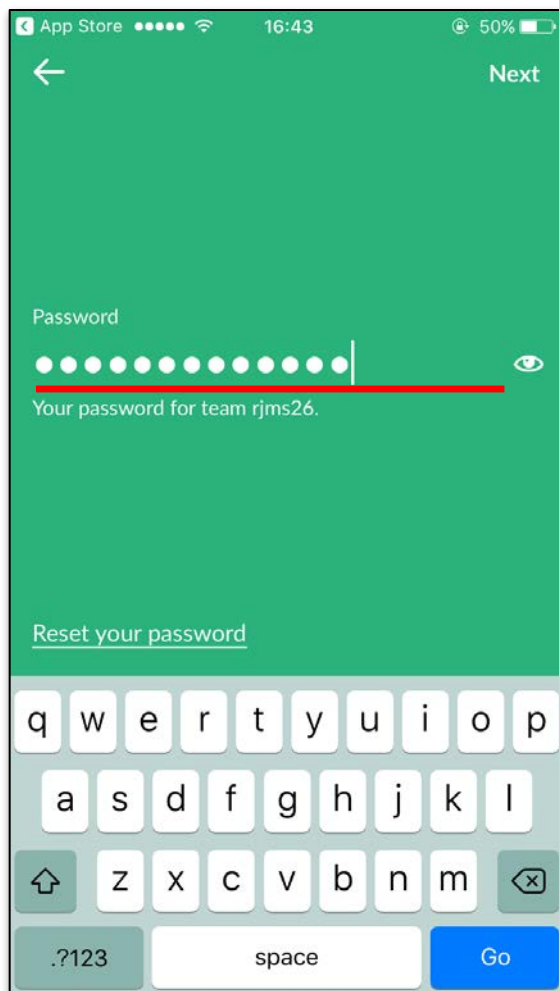 App Store 16:43 50%
Next
Password
Your password for team rjms26.
Reset your password
q w e r t y u i o p
a s d f g h j k l
z x c v b n m
.?123 space Go